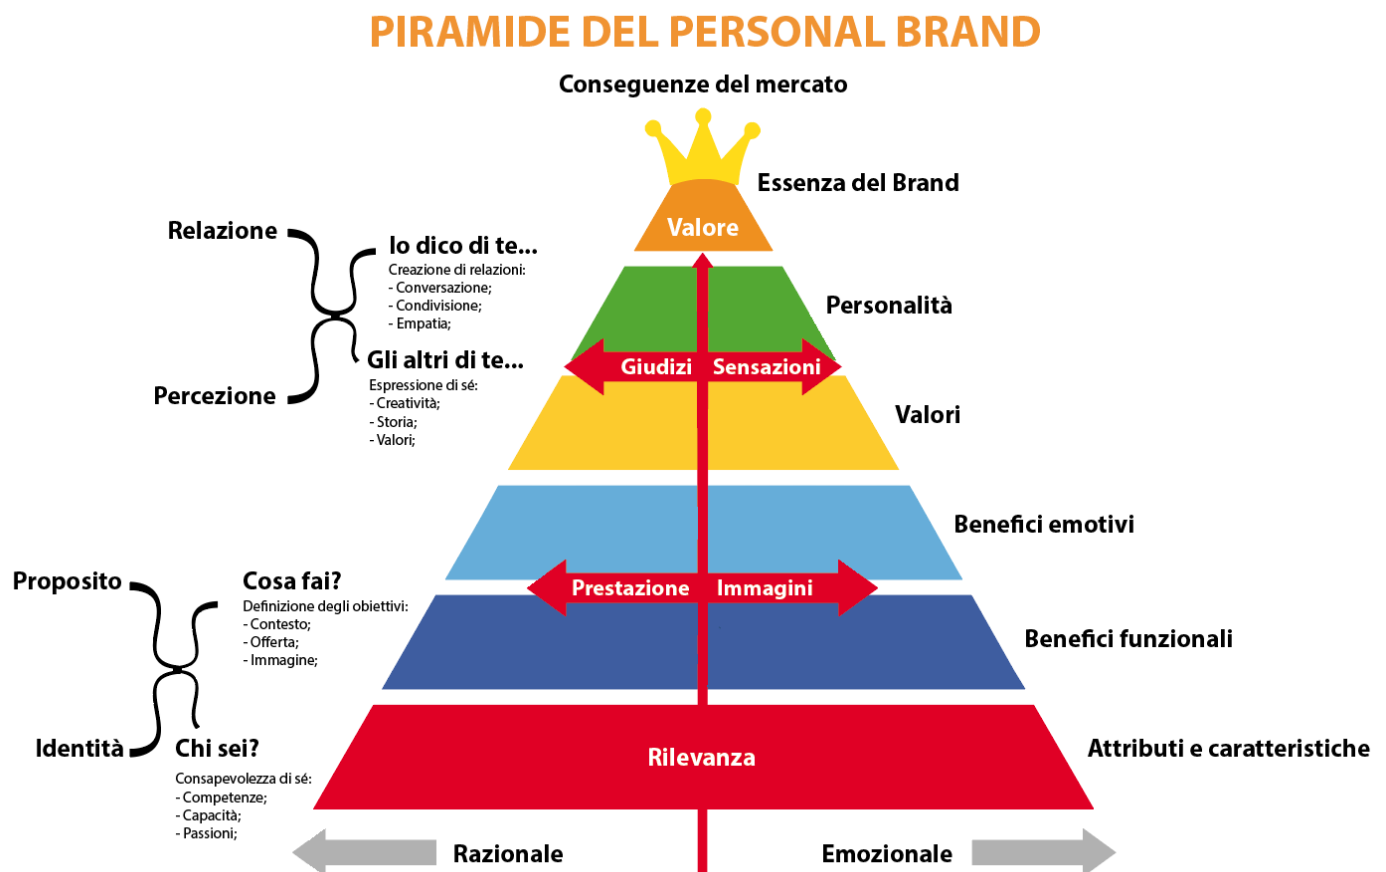 PIRAMIDE DEL PERSONAL BRAND
Conseguenze del mercato
Essenza del Brand
Valore
Relazione
Io dico di te...
Creazione di relazioni:
- Conversazione;
- Condivisione;
- Empatia;
Personalità
Gli altri di te...
Giudizi
Sensazioni
Percezione
Espressione di sé:
- Creatività;
- Storia;
- Valori;
Valori
Benefici emotivi
Proposito
Cosa fai?
Definizione degli obiettivi:
- Contesto;
- Offerta;
- Immagine;
Prestazione
Immagini
Benefici funzionali
Identità
Chi sei?
Consapevolezza di sé:
- Competenze;
- Capacità;
- Passioni;
Rilevanza
Attributi e caratteristiche
Razionale
Emozionale